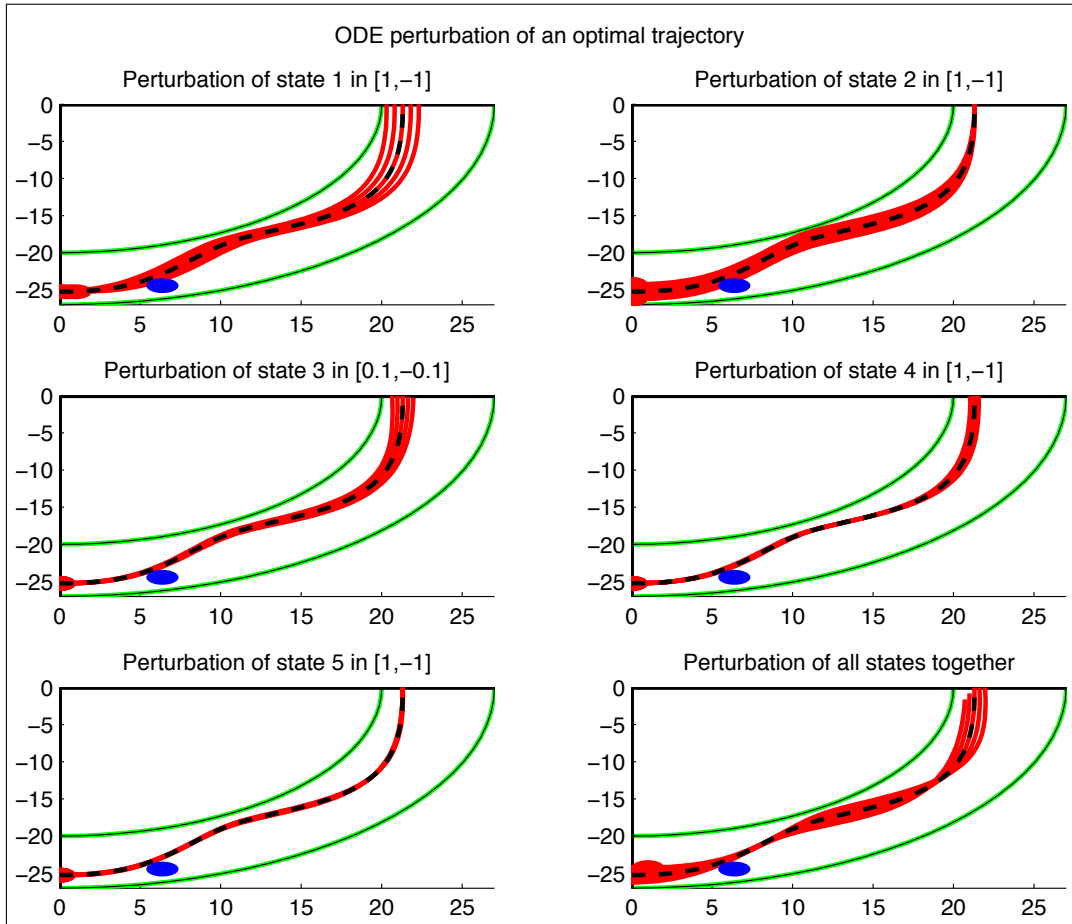 ODE perturbation of an optimal trajectory
Perturbation of state 1 in [1,−1]
0
−5
−10
−15
−20
−25
0 5 10 15 20 25
Perturbation of state 2 in [1,−1]
0
−5
−10
−15
−20
−25
0 5 10 15 20 25
Perturbation of state 3 in [0.1,−0.1]
0
−5
−10
−15
−20
−25
0 5 10 15 20 25
Perturbation of state 4 in [1,−1]
0
−5
−10
−15
−20
−25
0 5 10 15 20 25
Perturbation of state 5 in [1,−1]
0
−5
−10
−15
−20
−25
0 5 10 15 20 25
Perturbation of all states together
0
−5
−10
−15
−20
−25
0 5 10 15 20 25